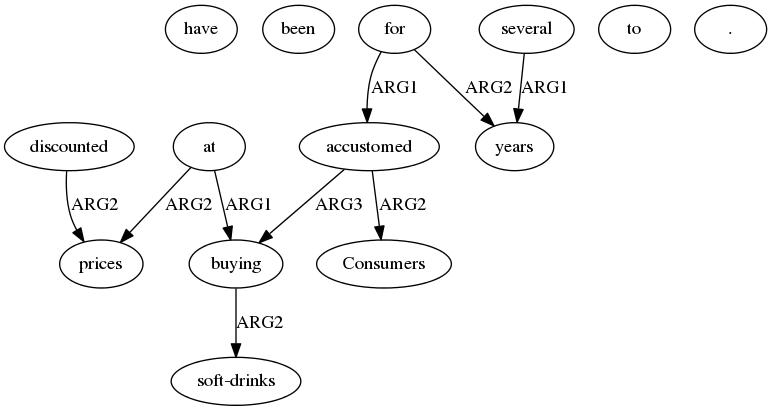 have been for several to .
ARG1 ARG2 ARG1
discounted at accustomed years
ARG2 ARG2 ARG1 ARG3 ARG2
prices buying Consumers
ARG2
soft-drinks